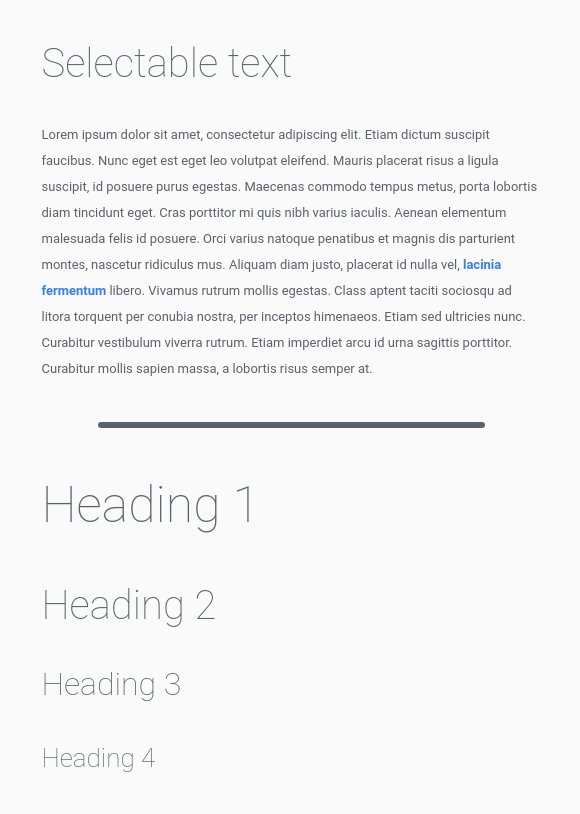 Selectable text
Lorem ipsum dolor sit amet, consectetur adipiscing elit. Etiam dictum suscipit
faucibus. Nunc eget est eget leo volutpat eleifend. Mauris placerat risus a ligula
suscipit, id posuere purus egestas. Maecenas commodo tempus metus, porta lobortis
diam tincidunt eget. Cras porttitor mi quis nibh varius iaculis. Aenean elementum
malesuada felis id posuere. Orci varius natoque penatibus et magnis dis parturient
montes, nascetur ridiculus mus. Aliquam diam justo, placerat id nulla vel, lacinia
fermentum libero. Vivamus rutrum mollis egestas. Class aptent taciti sociosqu ad
litora torquent per conubia nostra, per inceptos himenaeos. Etiam sed ultricies nunc.
Curabitur vestibulum viverra rutrum. Etiam imperdiet arcu id urna sagittis porttitor.
Curabitur mollis sapien massa, a lobortis risus semper at.
Heading 1
Heading 2
Heading 3
Heading 4